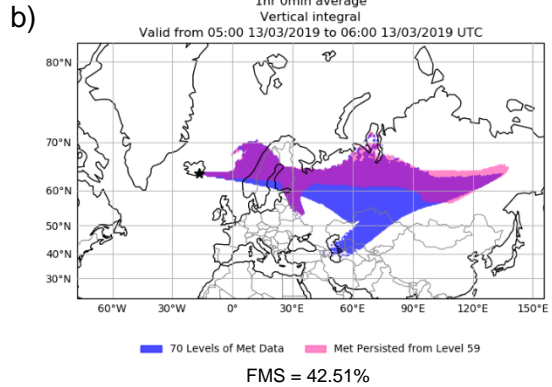 b)
1hr 0min average
Vertical integral
Valid from 05:00 13/03/2019 to 06:00 13/03/2019 UTC
80°N
70°N
60°N
50°N
40°N
30°N
60°W 30°W 0° 30°E 60°E 90°E 120°E 150°E
70 Levels of Met Data Met Persisted from Level 59
FMS = 42.51%